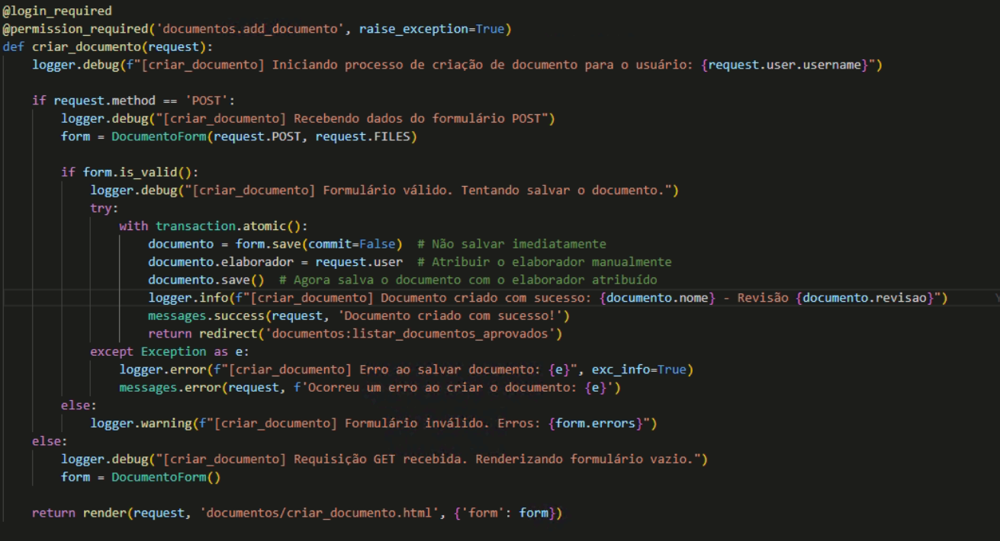 @login_required
@permission_required('documentos.add_documento', raise_exception=True)
def criar_documento(request):
    logger.debug(f"[criar_documento] Iniciando processo de criação de documento para o usuário: {request.user.username}")

    if request.method == 'POST':
        logger.debug("[criar_documento] Recebendo dados do formulário POST")
        form = DocumentoForm(request.POST, request.FILES)

        if form.is_valid():
            logger.debug("[criar_documento] Formulário válido. Tentando salvar o documento.")
            try:
                with transaction.atomic():
                    documento = form.save(commit=False)  # Não salvar imediatamente
                    documento.elaborador = request.user  # Atribuir o elaborador manualmente
                    documento.save()  # Agora salva o documento com o elaborador atribuído
                    logger.info(f"[criar_documento] Documento criado com sucesso: {documento.nome} - Revisão {documento.revisao}")
                    messages.success(request, 'Documento criado com sucesso!')
                    return redirect('documentos:listar_documentos_aprovados')
            except Exception as e:
                logger.error(f"[criar_documento] Erro ao salvar documento: {e}", exc_info=True)
                messages.error(request, f'Ocorreu um erro ao criar o documento: {e}')
        else:
            logger.warning(f"[criar_documento] Formulário inválido. Erros: {form.errors}")
    else:
        logger.debug("[criar_documento] Requisição GET recebida. Renderizando formulário vazio.")
        form = DocumentoForm()

    return render(request, 'documentos/criar_documento.html', {'form': form})